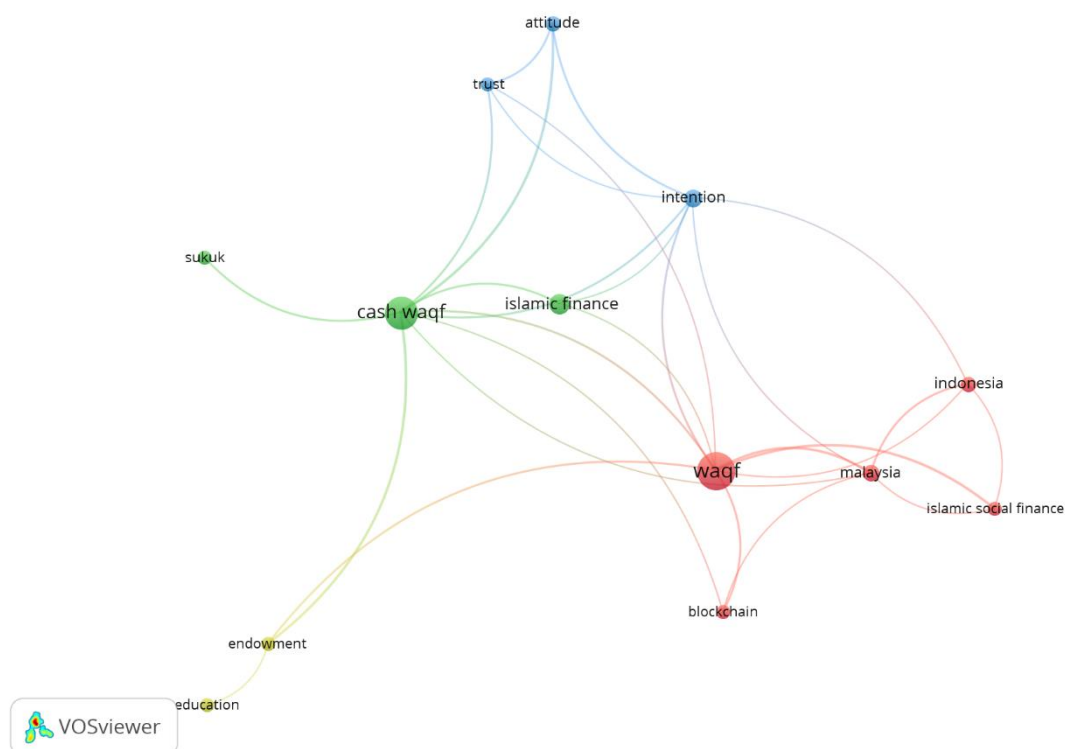 attitude
trust
intention
sukuk
cash waqf
islamic finance
indonesia
waqf
malaysia
islamic social finance
blockchain
endowment
education
VOSviewer